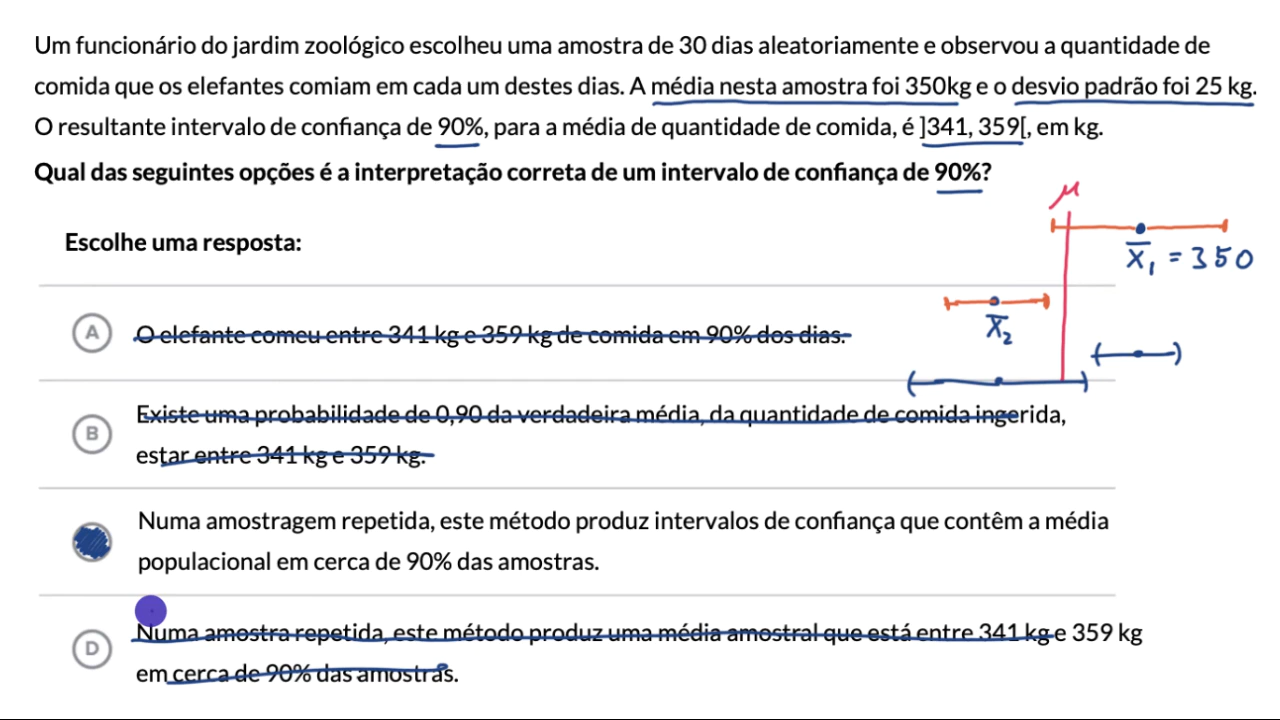 Um funcionário do jardim zoológico escolheu uma amostra de 30 dias aleatoriamente e observou a quantidade de
comida que os elefantes comiam em cada um destes dias. A média nesta amostra foi 350kg e o desvio padrão foi 25 kg.
O resultante intervalo de confiança de 90%, para a média de quantidade de comida, é ]341, 359[, em kg.
Qual das seguintes opções é a interpretação correta de um intervalo de confiança de 90%?
μ
Escolhe uma resposta:
x̄₁ = 350
A O elefante comeu entre 341 kg e 359 kg de comida em 90% dos dias.
x̄₂
B Existe uma probabilidade de 0,90 da verdadeira média, da quantidade de comida ingerida,
estar entre 341 kg e 359 kg.
Numa amostragem repetida, este método produz intervalos de confiança que contêm a média
populacional em cerca de 90% das amostras.
D Numa amostra repetida, este método produz uma média amostral que está entre 341 kg e 359 kg
em cerca de 90% das amostras.